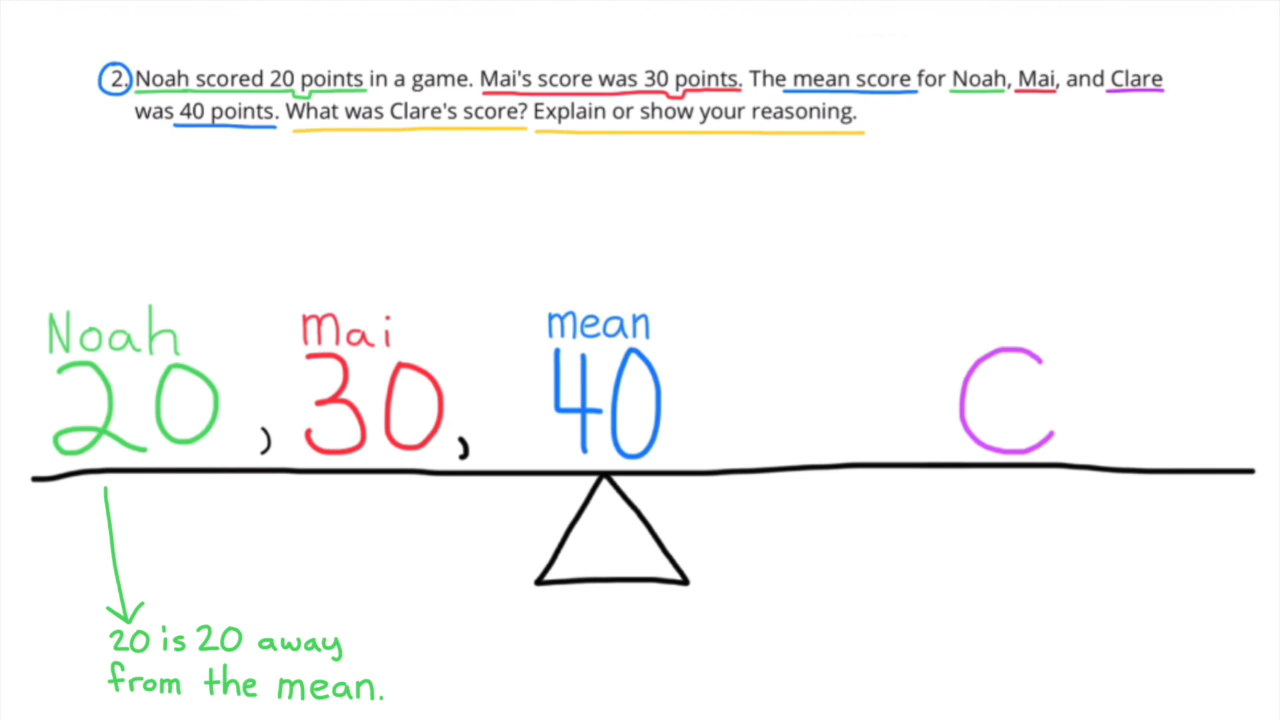 2. Noah scored 20 points in a game. Mai's score was 30 points. The mean score for Noah, Mai, and Clare
was 40 points. What was Clare's score? Explain or show your reasoning.
Noah Mai mean
20 , 30 , 40 C
20 is 20 away
from the mean.